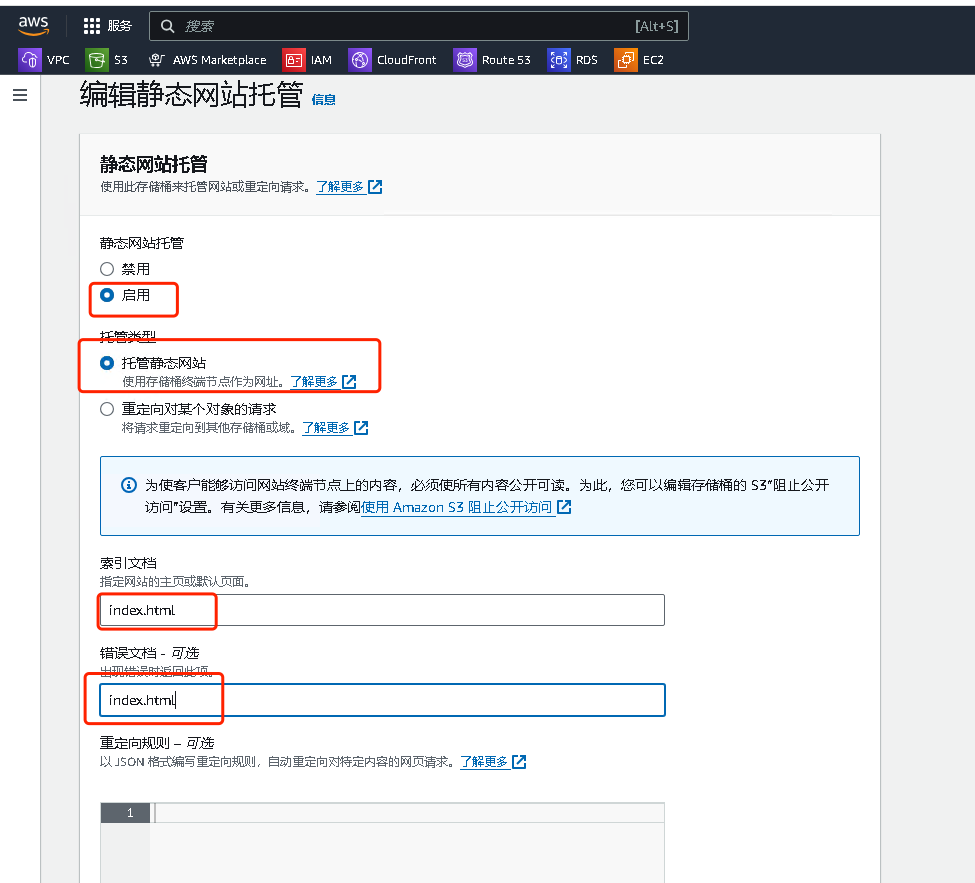 aws
服务
搜索
[Alt+S]
VPC
S3
AWS Marketplace
IAM
CloudFront
Route 53
RDS
EC2
编辑静态网站托管 信息
静态网站托管
使用此存储桶来托管网站或重定向请求。了解更多
静态网站托管
禁用
启用
托管类型
托管静态网站
使用存储桶终端节点作为网址。了解更多
重定向对某个对象的请求
将请求重定向到其他存储桶或域。了解更多
为使客户能够访问网站终端节点上的内容，必须使所有内容公开可读。为此，您可以编辑存储桶的 S3“阻止公开
访问”设置。有关更多信息，请参阅使用 Amazon S3 阻止公开访问
索引文档
指定网站的主页或默认页面。
index.html
错误文档 - 可选
出现错误时返回此项。
index.html
重定向规则 – 可选
以 JSON 格式编写重定向规则，自动重定向对特定内容的网页请求。了解更多
1